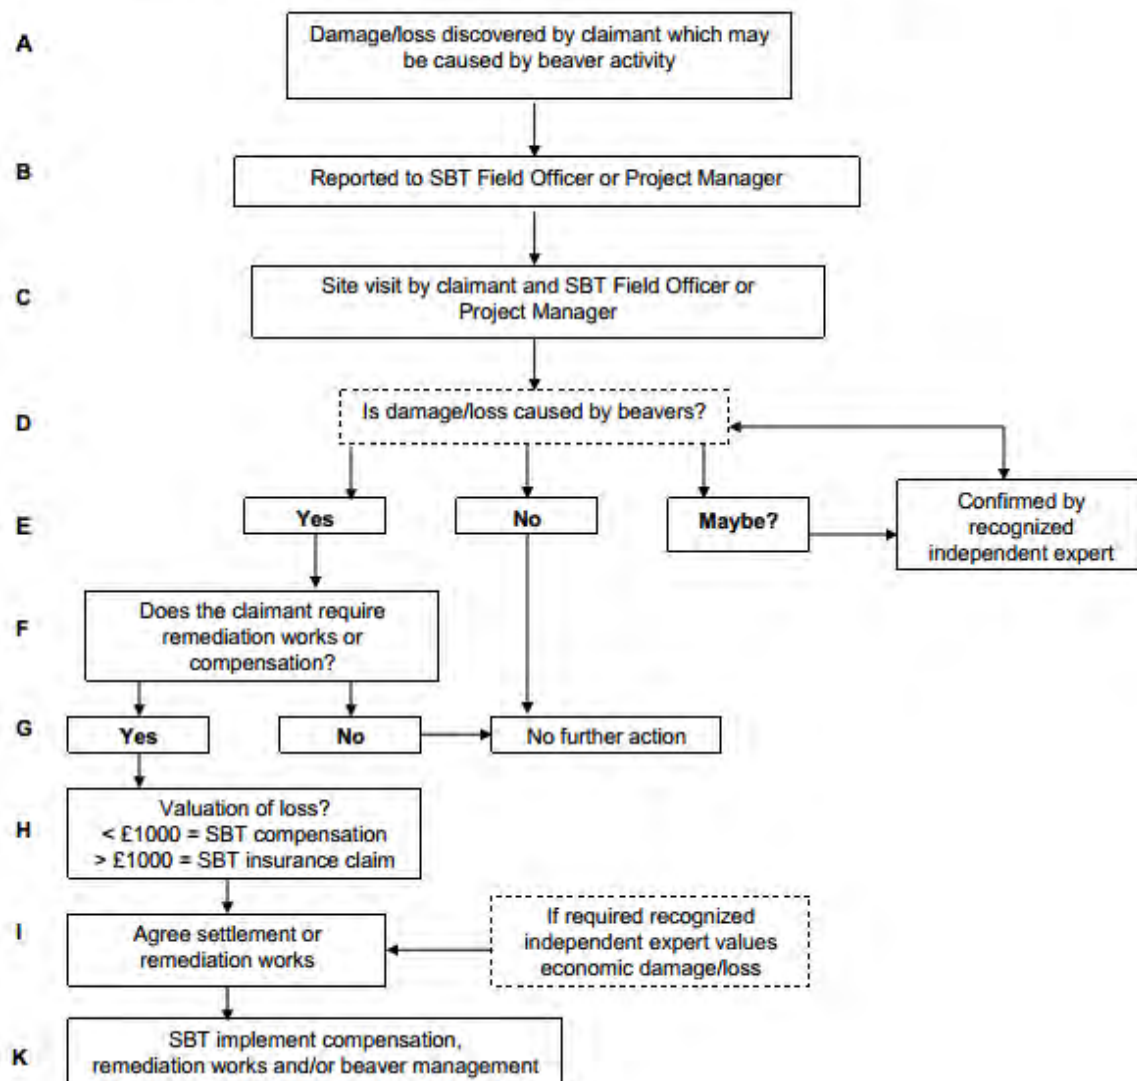 A
Damage/loss discovered by claimant which may
be caused by beaver activity
B
Reported to SBT Field Officer or Project Manager
C
Site visit by claimant and SBT Field Officer or
Project Manager
D
Is damage/loss caused by beavers?
E
Yes
No
Maybe?
Confirmed by
recognized
independent expert
F
Does the claimant require
remediation works or
compensation?
G
Yes
No
No further action
H
Valuation of loss?
< £1000 = SBT compensation
> £1000 = SBT insurance claim
I
Agree settlement or
remediation works
If required recognized
independent expert values
economic damage/loss
K
SBT implement compensation,
remediation works and/or beaver management